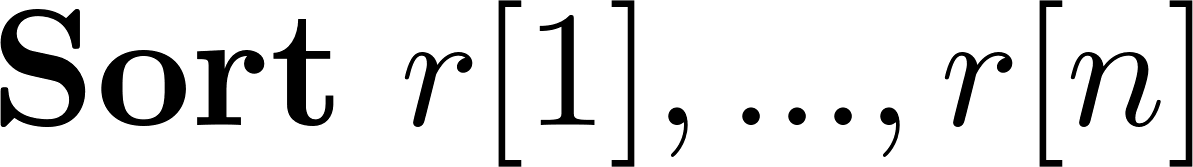 Sort r[1], ..., r[n]